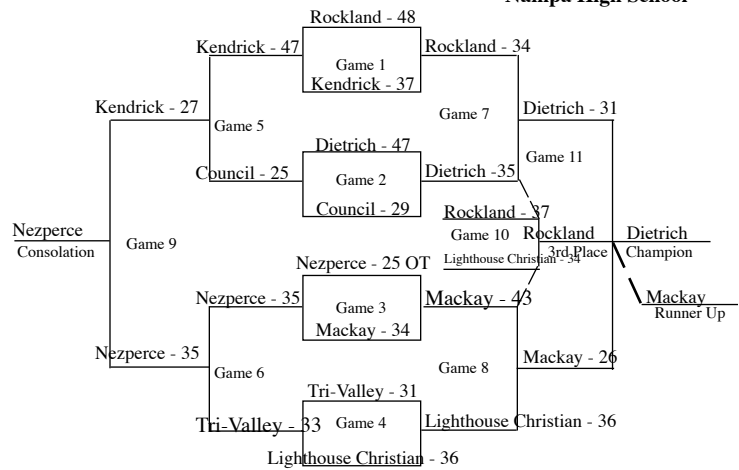 Nampa High School
Rockland - 48
Kendrick - 47
Rockland - 34
Game 1
Kendrick - 37
Kendrick - 27
Game 7
Dietrich - 31
Game 5
Dietrich - 47
Game 11
Council - 25
Game 2
Dietrich -35
Council - 29
Rockland - 37
Nezperce
Game 10
Rockland
Dietrich
Consolation
Game 9
3rd Place
Champion
Lighthouse Christian - 34
Nezperce - 25 OT
Nezperce - 35
Game 3
Mackay - 43
Mackay
Runner Up
Mackay - 34
Nezperce - 35
Game 6
Game 8
Mackay - 26
Tri-Valley - 31
Tri-Valley - 33
Game 4
Lighthouse Christian - 36
Lighthouse Christian - 36